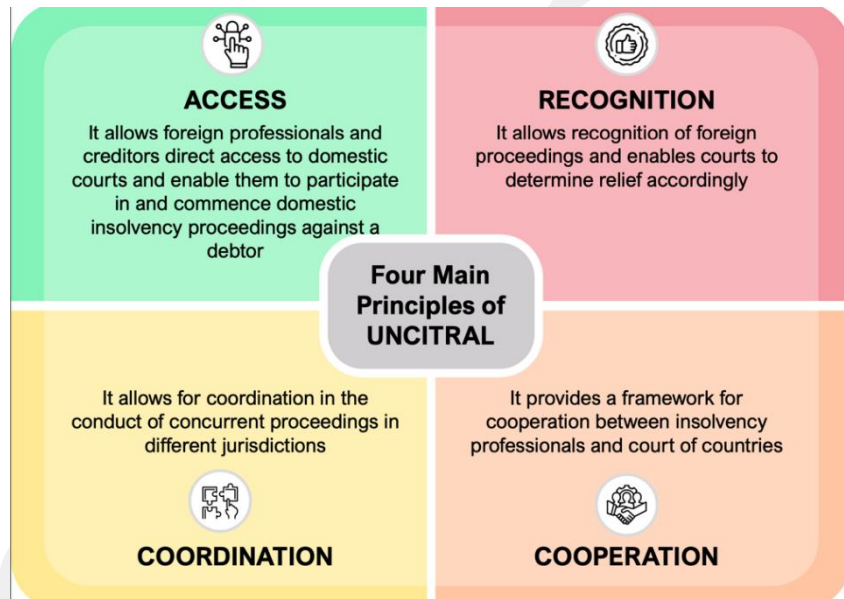 ACCESS
It allows foreign professionals and
creditors direct access to domestic
courts and enable them to participate
in and commence domestic
insolvency proceedings against a
debtor
RECOGNITION
It allows recognition of foreign
proceedings and enables courts to
determine relief accordingly
Four Main
Principles of
UNCITRAL
It allows for coordination in the
conduct of concurrent proceedings in
different jurisdictions
COORDINATION
It provides a framework for
cooperation between insolvency
professionals and court of countries
COOPERATION